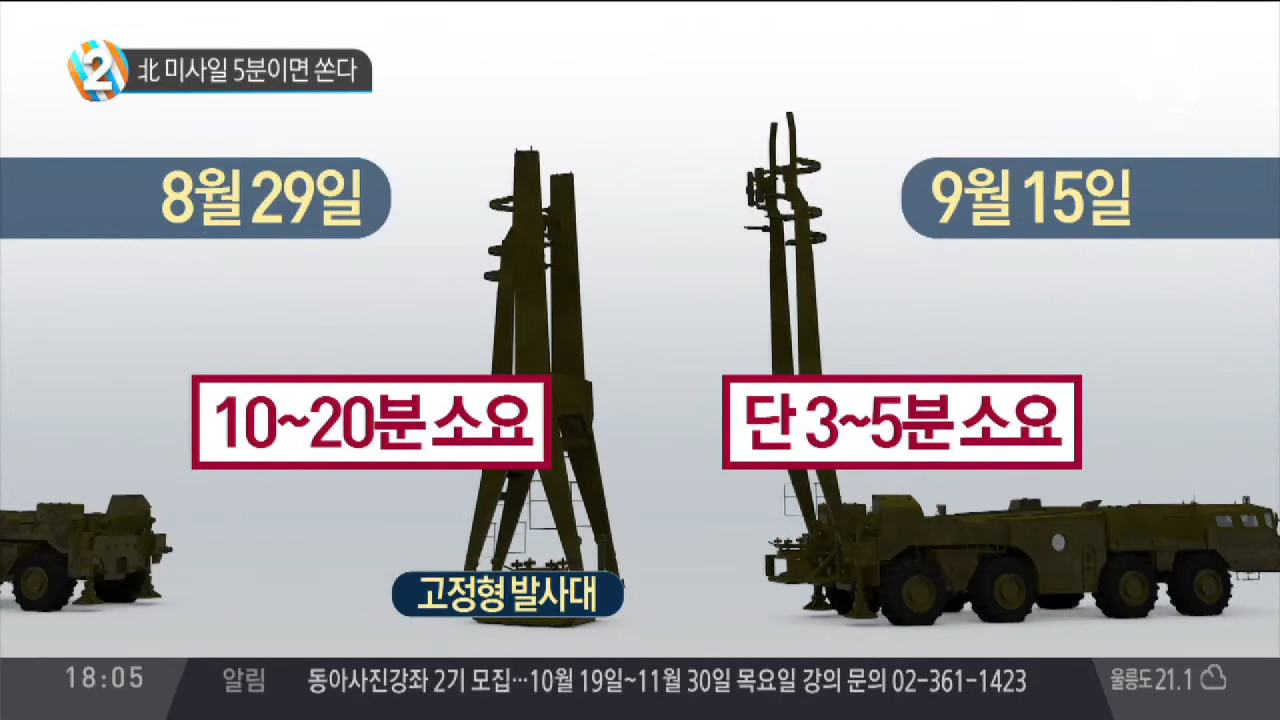 2 北 미사일 5분이면 쏜다
8월 29일
9월 15일
10~20분 소요
단 3~5분 소요
고정형 발사대
18:05 알림 동아사진강좌 2기 모집···10월 19일~11월 30일 목요일 강의 문의 02-361-1423 울릉도 21.1